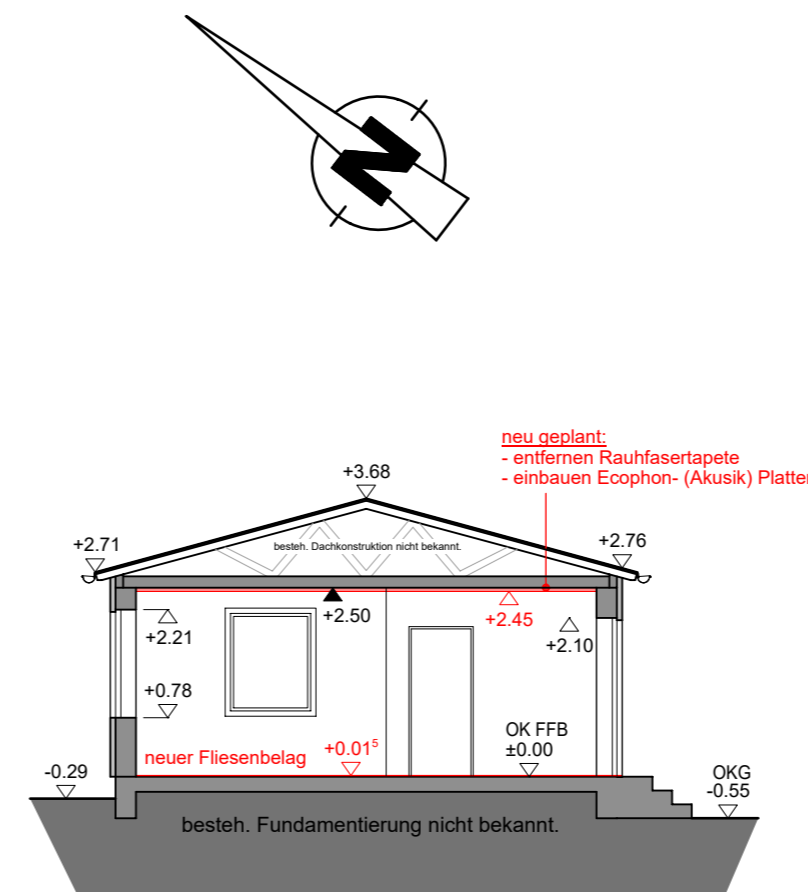 N
neu geplant:
- entfernen Rauhfasertapete
- einbauen Ecophon- (Akusik) Platten
+3.68
+2.71
+2.76
besteh. Dachkonstruktion nicht bekannt.
+2.50
+2.45
+2.21
+2.10
+0.78
OK FFB
±0.00
neuer Fliesenbelag
+0.01⁵
-0.29
OKG
-0.55
besteh. Fundamentierung nicht bekannt.